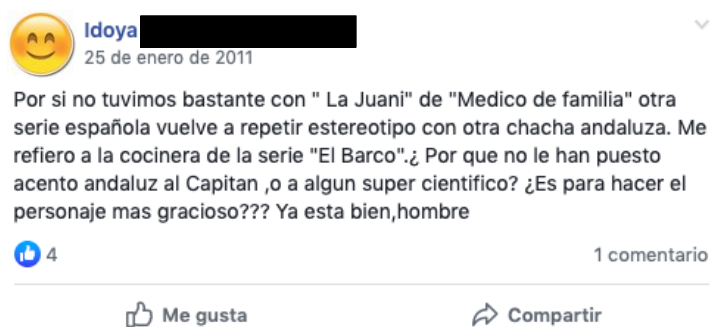 Idoya
25 de enero de 2011
Por si no tuvimos bastante con " La Juani" de "Medico de familia" otra
serie española vuelve a repetir estereotipo con otra chacha andaluza. Me
refiero a la cocinera de la serie "El Barco".¿ Por que no le han puesto
acento andaluz al Capitan ,o a algun super cientifico? ¿Es para hacer el
personaje mas gracioso??? Ya esta bien,hombre
4 1 comentario
Me gusta Compartir